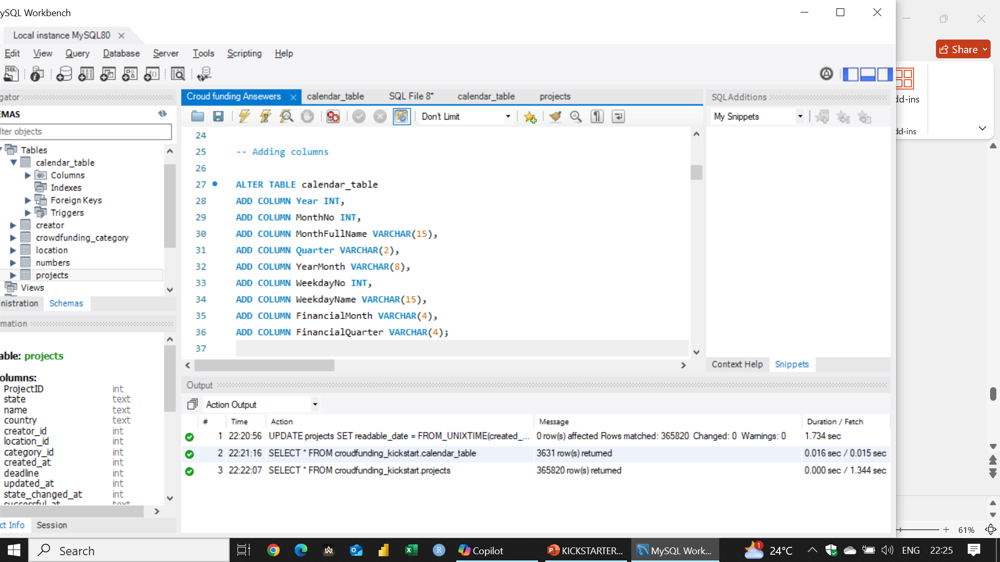 ySQL Workbench
Local instance MySQL80
Edit View Query Database Server Tools Scripting Help
Share
gator
EMAS
lter objects
Tables
calendar_table
Columns
Indexes
Foreign Keys
Triggers
creator
crowdfunding_category
location
numbers
projects
Views
nistration Schemas
mation
able: projects
olumns:
ProjectID int
state text
name text
country text
creator_id int
location_id int
category_id int
created_at int
deadline int
updated_at int
state_changed_at int
successful_at text
ct Info Session
Croud funding Ansewers calendar_table SQL File 8* calendar_table projects
Don't Limit
24
25 -- Adding columns
26
27 ALTER TABLE calendar_table
28 ADD COLUMN Year INT,
29 ADD COLUMN MonthNo INT,
30 ADD COLUMN MonthFullName VARCHAR(15),
31 ADD COLUMN Quarter VARCHAR(2),
32 ADD COLUMN YearMonth VARCHAR(8),
33 ADD COLUMN WeekdayNo INT,
34 ADD COLUMN WeekdayName VARCHAR(15),
35 ADD COLUMN FinancialMonth VARCHAR(4),
36 ADD COLUMN FinancialQuarter VARCHAR(4);
37
SQLAdditions
My Snippets
Context Help Snippets
dd-ins
dd-ins
Output
Action Output
# Time Action Message Duration / Fetch
1 22:20:56 UPDATE projects SET readable_date = FROM_UNIXTIME(created_... 0 row(s) affected Rows matched: 365820 Changed: 0 Warnings: 0 1.734 sec
2 22:21:16 SELECT * FROM croudfunding_kickstart.calendar_table 3631 row(s) returned 0.016 sec / 0.015 sec
3 22:22:07 SELECT * FROM croudfunding_kickstart.projects 365820 row(s) returned 0.000 sec / 1.344 sec
61%
Search Copilot KICKSTARTER... MySQL Work... 1 24°C ENG 22:25